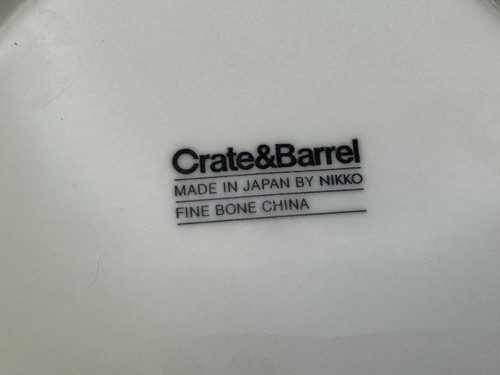 Crate&Barrel
MADE IN JAPAN BY NIKKO
FINE BONE CHINA